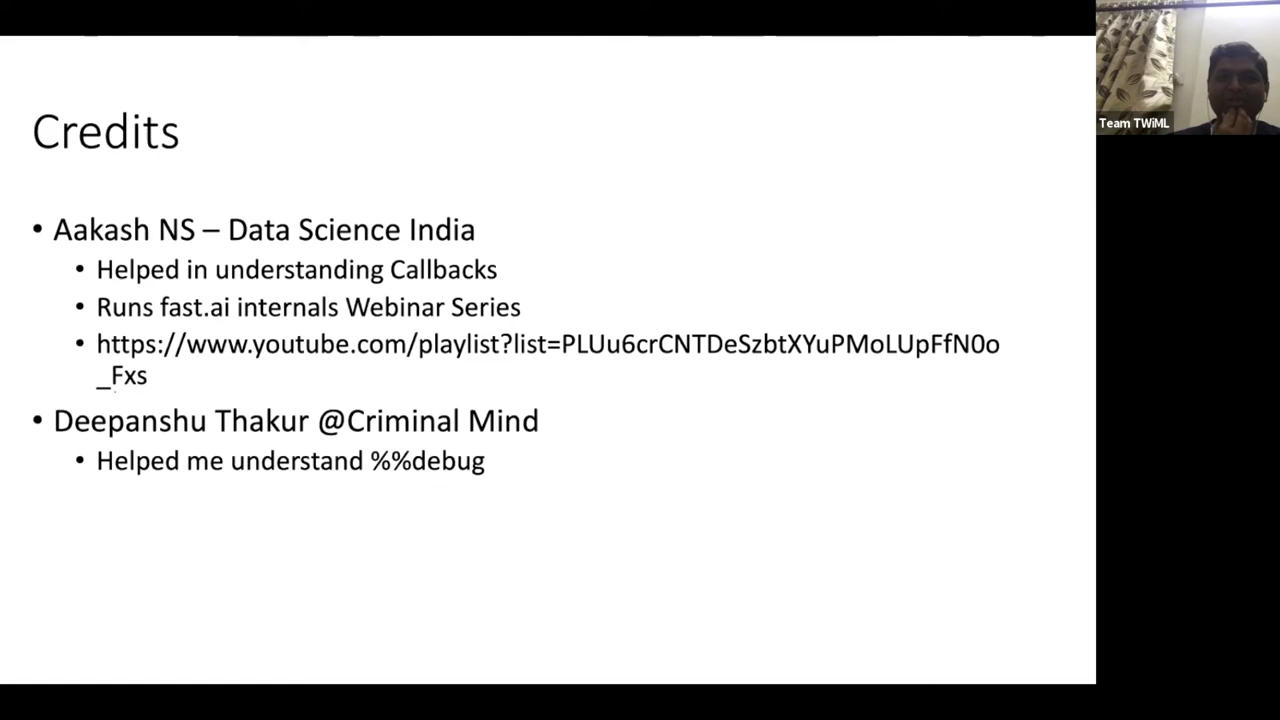 Credits
• Aakash NS – Data Science India
• Helped in understanding Callbacks
• Runs fast.ai internals Webinar Series
• https://www.youtube.com/playlist?list=PLUu6crCNTDeSzbtXYuPMoLUpFfN0o
_Fxs
• Deepanshu Thakur @Criminal Mind
• Helped me understand %%debug
Team TWiML